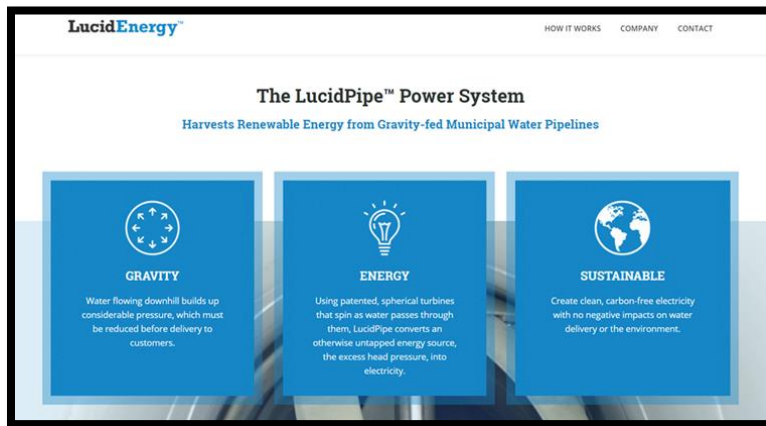 LucidEnergy™
HOW IT WORKS COMPANY CONTACT
The LucidPipe™ Power System
Harvests Renewable Energy from Gravity-fed Municipal Water Pipelines
GRAVITY
Water flowing downhill builds up
considerable pressure, which must
be reduced before delivery to
customers.
ENERGY
Using patented, spherical turbines
that spin as water passes through
them, LucidPipe converts an
otherwise untapped energy source,
the excess head pressure, into
electricity.
SUSTAINABLE
Create clean, carbon-free electricity
with no negative impacts on water
delivery or the environment.